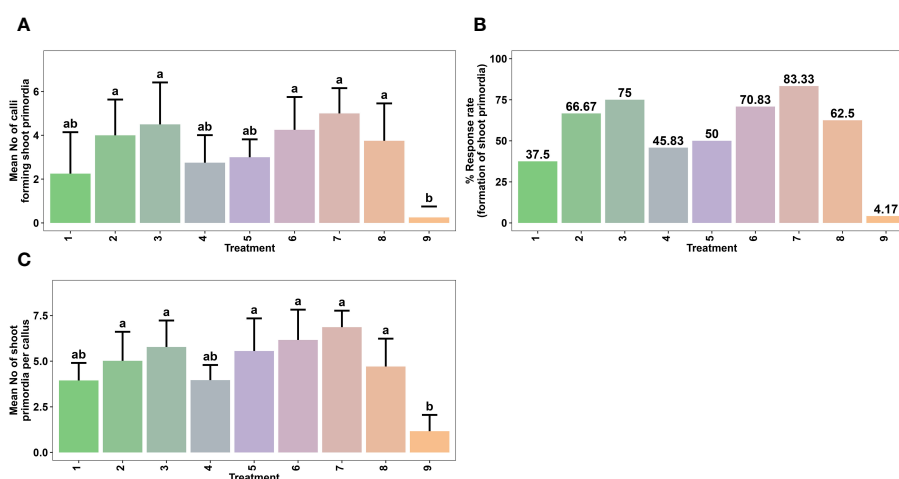 A
Mean No of calli
forming shoot primordia
6
4
2
0
ab
a
a
ab
ab
a
a
a
b
1 2 3 4 5 6 7 8 9
Treatment
B
% Response rate
(formation of shoot primordia)
100
75
50
25
0
37.5
66.67
75
45.83
50
70.83
83.33
62.5
4.17
1 2 3 4 5 6 7 8 9
Treatment
C
Mean No of shoot
primordia per callus
7.5
5.0
2.5
0.0
ab
a
a
ab
a
a
a
a
b
1 2 3 4 5 6 7 8 9
Treatment